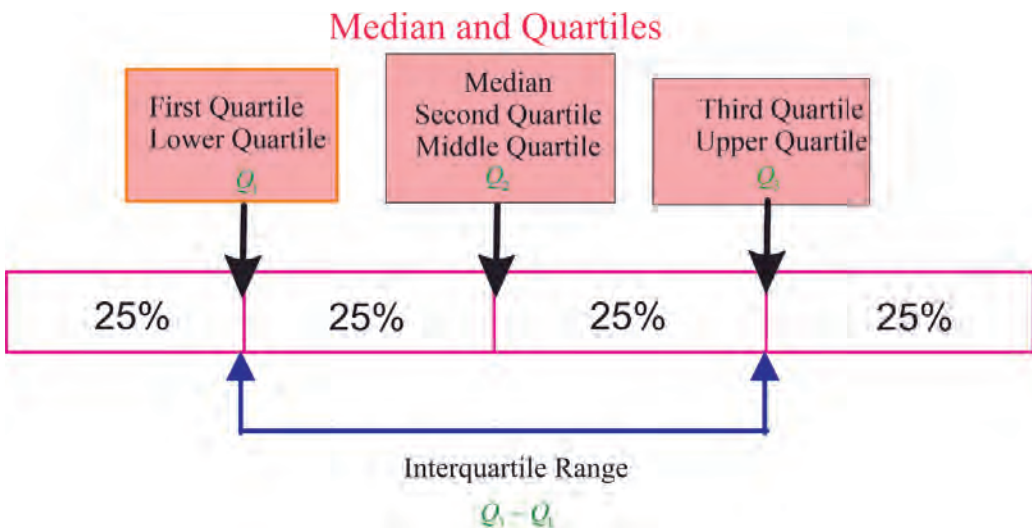 Median and Quartiles
First Quartile
Lower Quartile
Q₁
Median
Second Quartile
Middle Quartile
Q₂
Third Quartile
Upper Quartile
Q₃
25%
25%
25%
25%
Interquartile Range
Q₃ – Q₁